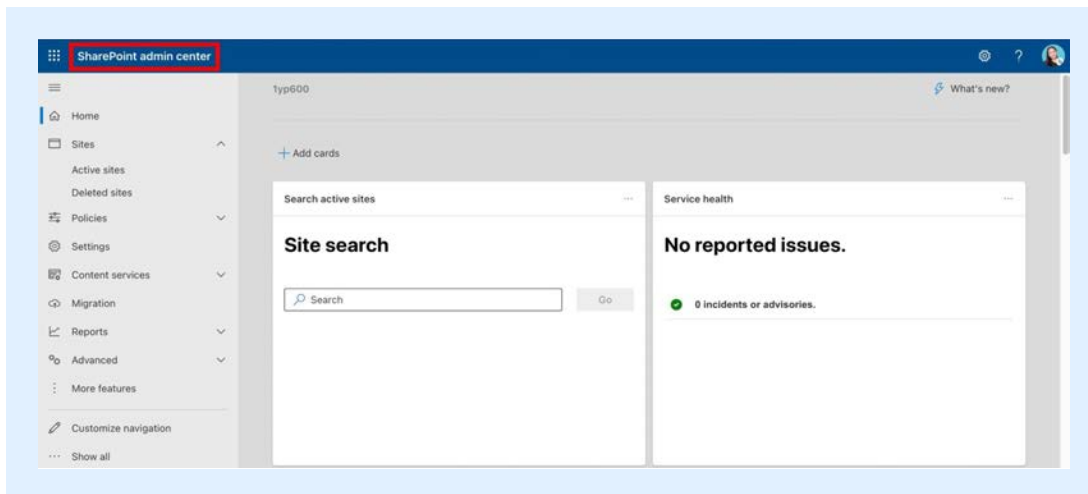 SharePoint admin center
?
1yp600
What's new?
Home
Sites
Active sites
Deleted sites
Policies
Settings
Content services
Migration
Reports
Advanced
More features
Customize navigation
Show all
Add cards
Search active sites
Site search
Search
Go
Service health
No reported issues.
0 incidents or advisories.